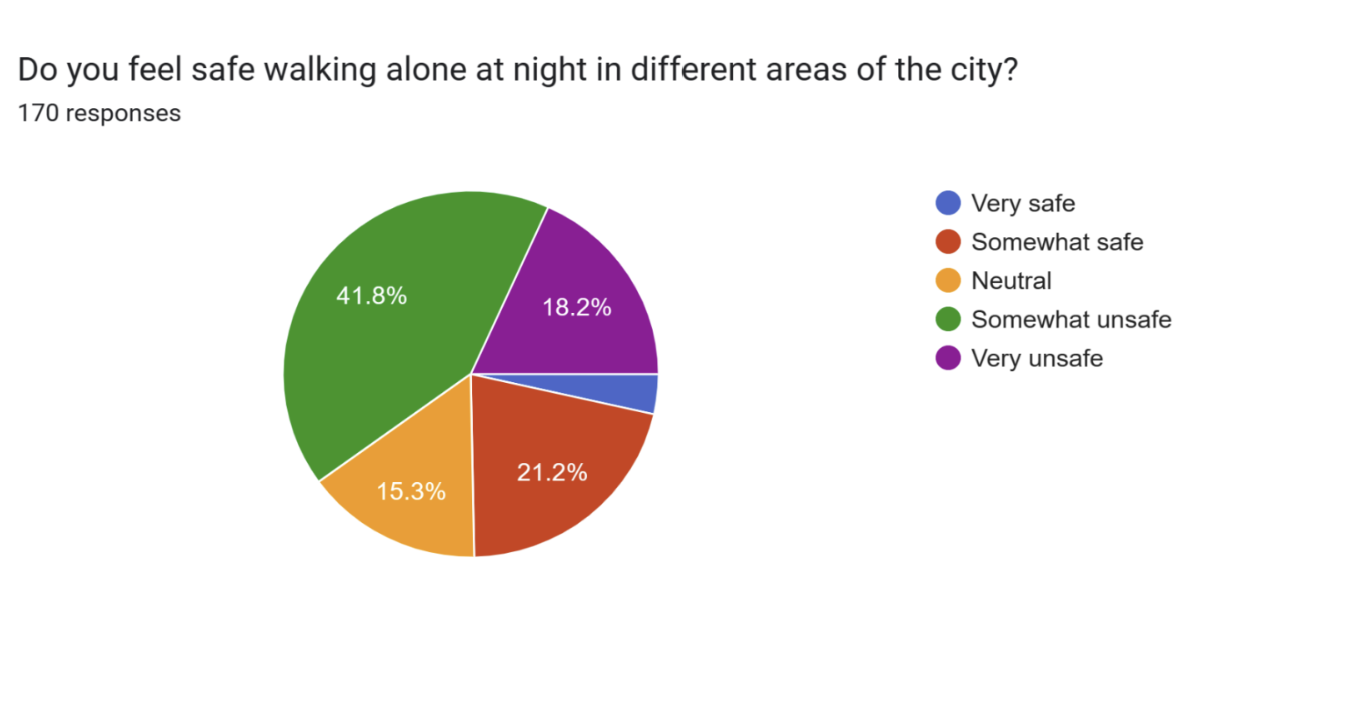 Do you feel safe walking alone at night in different areas of the city?
170 responses
Very safe
Somewhat safe
Neutral
Somewhat unsafe
Very unsafe
41.8%
18.2%
21.2%
15.3%